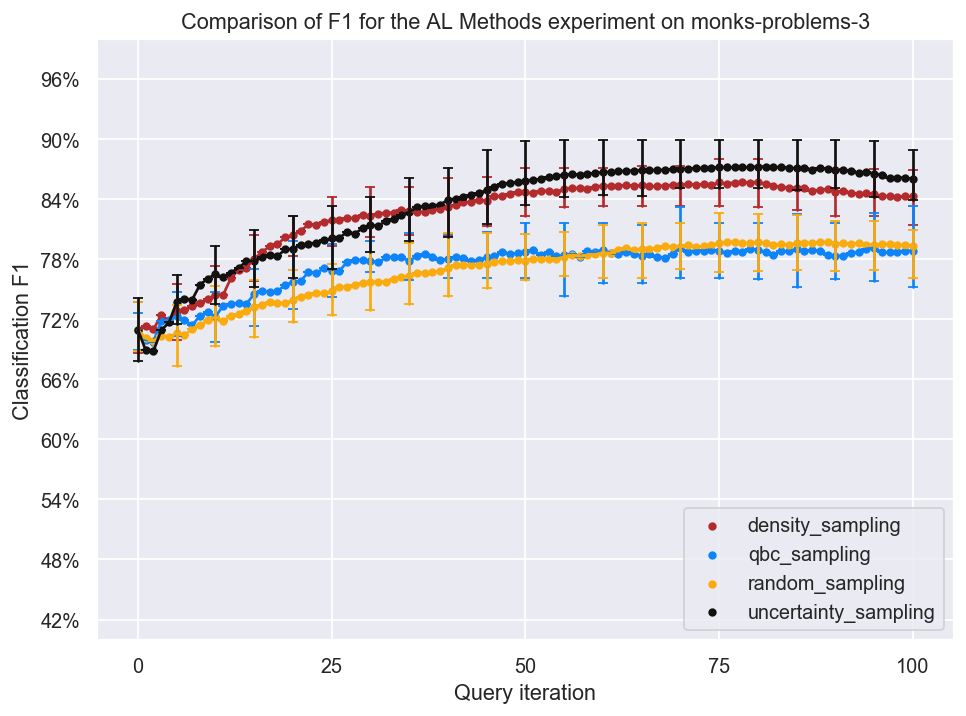 Comparison of F1 for the AL Methods experiment on monks-problems-3
Classification F1
96%
90%
84%
78%
72%
66%
60%
54%
48%
42%
density_sampling
qbc_sampling
random_sampling
uncertainty_sampling
0 25 50 75 100
Query iteration